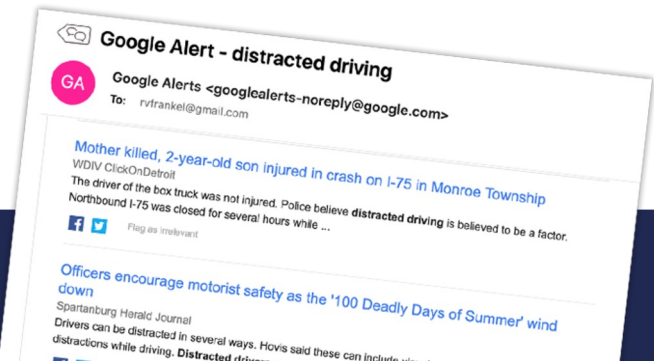 Google Alert - distracted driving
GA
Google Alerts <googlealerts-noreply@google.com>
To: rvfrankel@gmail.com
Mother killed, 2-year-old son injured in crash on I-75 in Monroe Township
WDIV ClickOnDetroit
The driver of the box truck was not injured. Police believe distracted driving is believed to be a factor.
Northbound I-75 was closed for several hours while ...
Flag as irrelevant
Officers encourage motorist safety as the '100 Deadly Days of Summer' wind
down
Spartanburg Herald Journal
Drivers can be distracted in several ways. Hovis said these can include
distractions while driving. Distracted